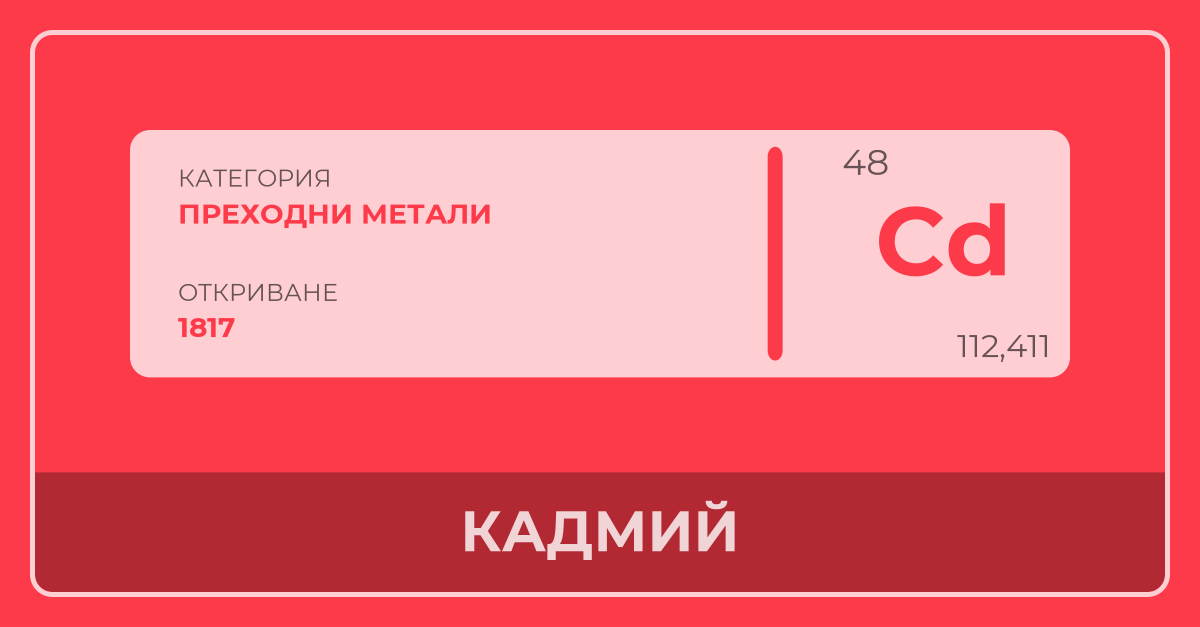 КАТЕГОРИЯ
ПРЕХОДНИ МЕТАЛИ
ОТКРИВАНЕ
1817
48
Cd
112,411
КАДМИЙ